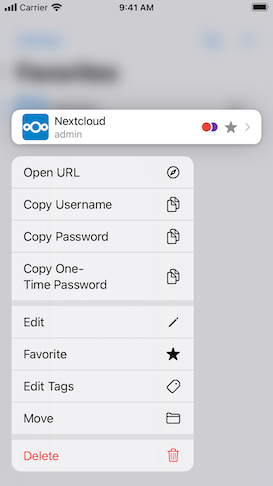 Carrier 9:41 AM
Favorites
Nextcloud
admin
Open URL
Copy Username
Copy Password
Copy One-
Time Password
Edit
Favorite
Edit Tags
Move
Delete